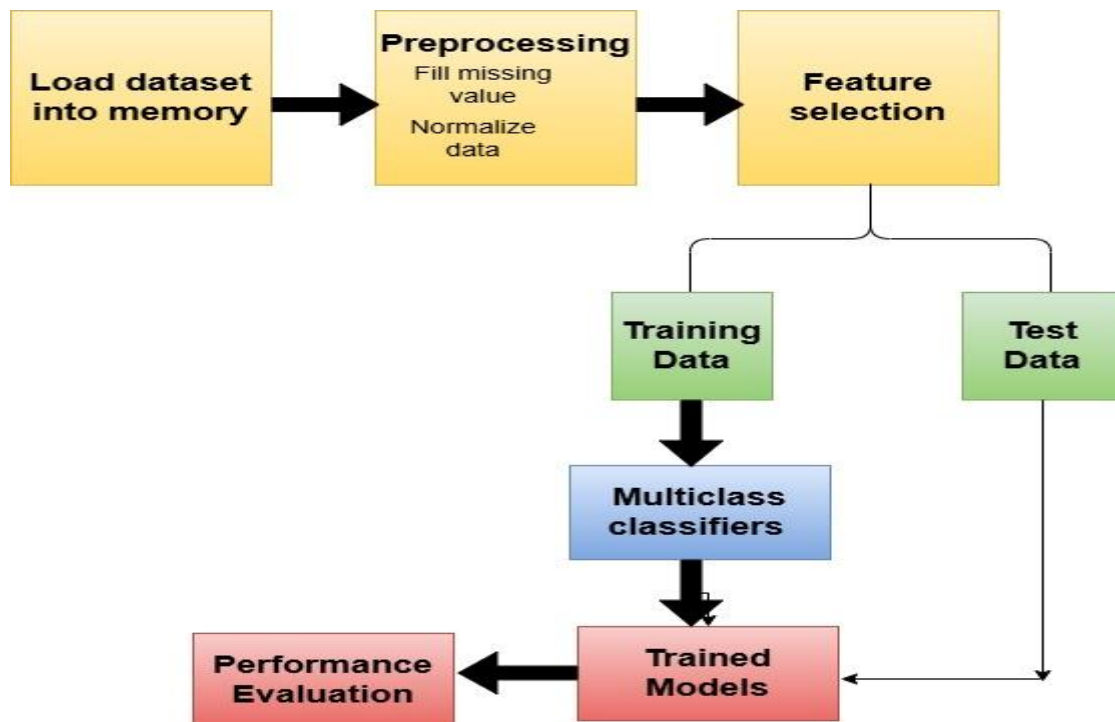 Load dataset
into memory
Preprocessing
Fill missing
value
Normalize
data
Feature
selection
Training
Data
Test
Data
Multiclass
classifiers
Trained
Models
Performance
Evaluation